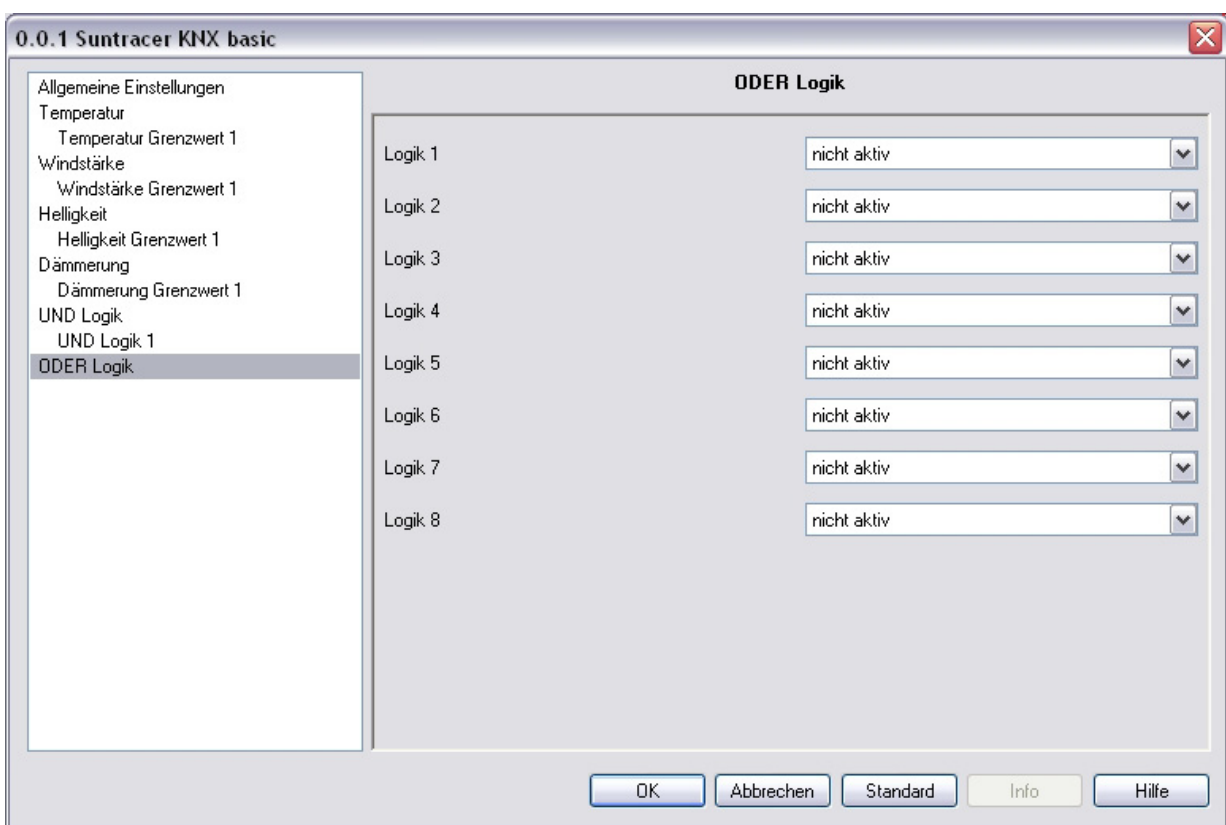 0.0.1 Suntracer KNX basic
Allgemeine Einstellungen
Temperatur
Temperatur Grenzwert 1
Windstärke
Windstärke Grenzwert 1
Helligkeit
Helligkeit Grenzwert 1
Dämmerung
Dämmerung Grenzwert 1
UND Logik
UND Logik 1
ODER Logik
ODER Logik
Logik 1 nicht aktiv
Logik 2 nicht aktiv
Logik 3 nicht aktiv
Logik 4 nicht aktiv
Logik 5 nicht aktiv
Logik 6 nicht aktiv
Logik 7 nicht aktiv
Logik 8 nicht aktiv
OK Abbrechen Standard Info Hilfe